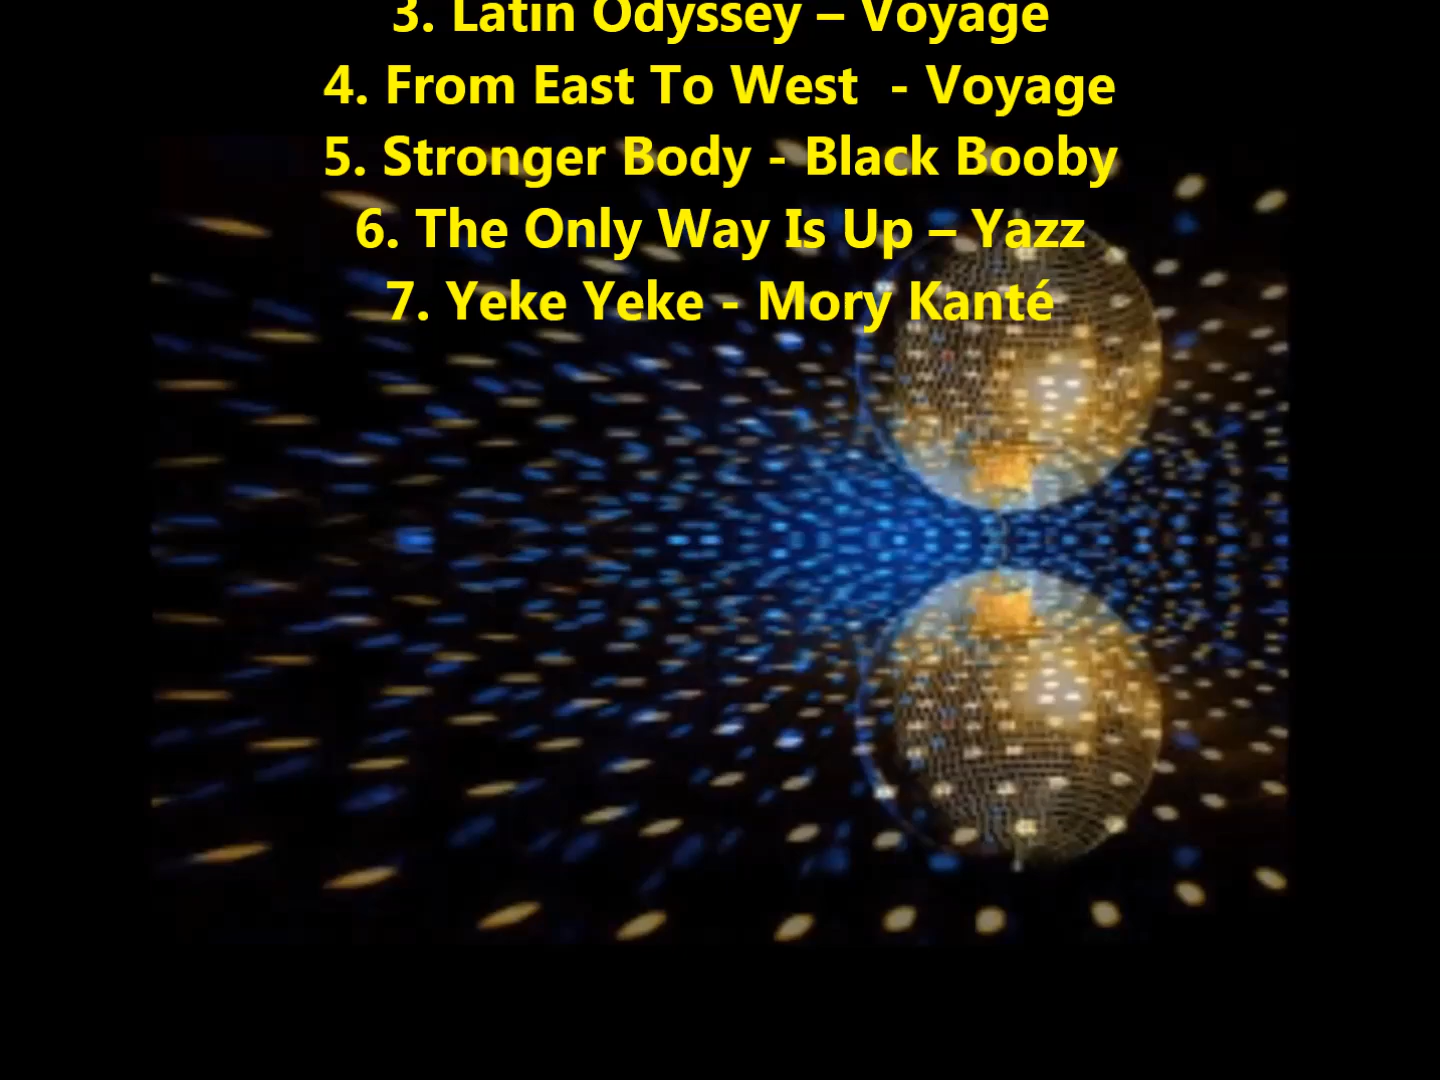 3. Latin Odyssey – Voyage
4. From East To West  - Voyage
5. Stronger Body - Black Booby
6. The Only Way Is Up – Yazz
7. Yeke Yeke - Mory Kanté